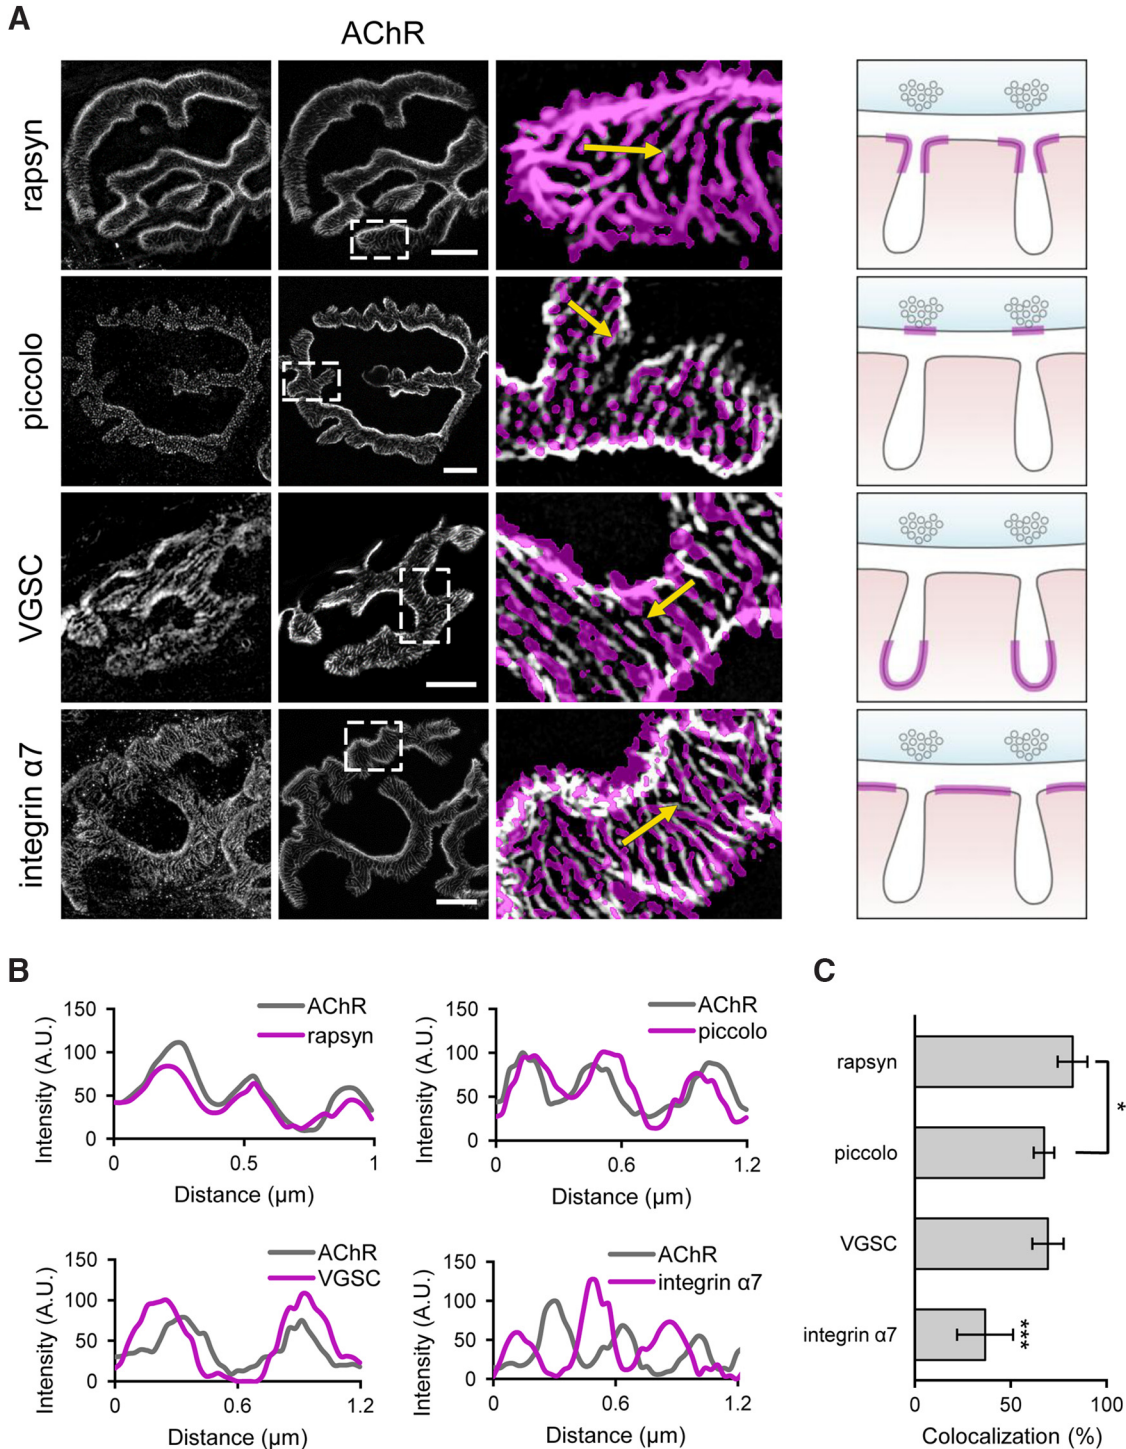 A
AChR
rapsyn
piccolo
VGSC
integrin α7
B
150
100
50
0
Intensity (A.U.)
AChR
rapsyn
0
0.5
1
Distance (µm)
150
100
50
0
Intensity (A.U.)
AChR
piccolo
0
0.6
1.2
Distance (µm)
150
100
50
0
Intensity (A.U.)
AChR
VGSC
0
0.6
1.2
Distance (µm)
150
100
50
0
Intensity (A.U.)
AChR
integrin α7
0
0.6
1.2
Distance (µm)
C
rapsyn
*
piccolo
VGSC
integrin α7
***
0
50
100
Colocalization (%)